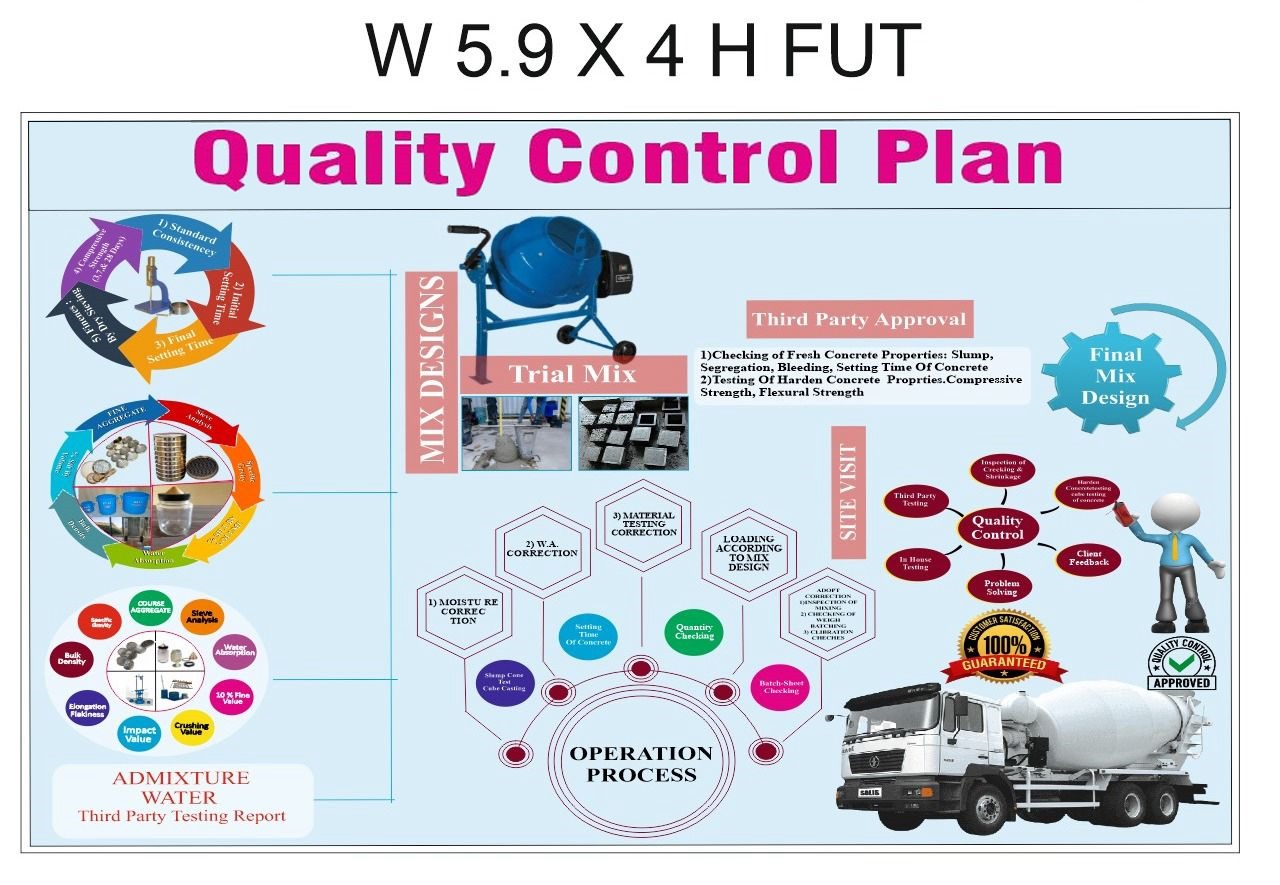 W 5.9 X 4 H FUT
Quality Control Plan
1) Standard
Consistencey
2) Initial
Setting Time
3) Final
Setting Time
4) Compressive
Strength
(3,7,& 28 Days)
5) Finenes :
By Dry Sieving
FINE
AGGREGATE
Sieve
Analysis
Specific
Water
Absorption
Bulk
Density
% Silt in
Volume
COURSE
AGGREGATE
Sieve
Analysis
Water
Absorption
10 % Fine
Value
Crushing
Value
Impact
Value
Elongation
Flakiness
Bulk
Density
Specific
ADMIXTURE
WATER
Third Party Testing Report
MIX DESIGNS
Trial Mix
Third Party Approval
1)Checking of Fresh Concrete Properties: Slump,
Segregation, Bleeding, Setting Time Of Concrete
2)Testing Of Harden Concrete Proprties.Compressive
Strength, Flexural Strength
Final
Mix
Design
SITE VISIT
Inspection of
Crecking &
Shrinkage
Harden
Concretetesting
cube testing
of concrete
Third Party
Testing
Quality
Control
In House
Testing
Client
Feedback
Problem
Solving
1) MOISTU RE
CORREC
TION
2) W.A.
CORRECTION
3) MATERIAL
TESTING
CORRECTION
LOADING
ACCORDING
TO MIX
DESIGN
ADOPT
CORRECTION
1)INSPECTION OF
MIXING
2) CHECKING OF
WEIGH
BATCHING
3) CLIBRATION
CHECHES
Slump Cone
Test
Cube Casting
Setting
Time
Of Concrete
Quantity
Checking
Batch-Sheet
Checking
OPERATION
PROCESS
CUSTOMER SATISFACTION
100%
GUARANTEED
QUALITY CONTROL
APPROVED